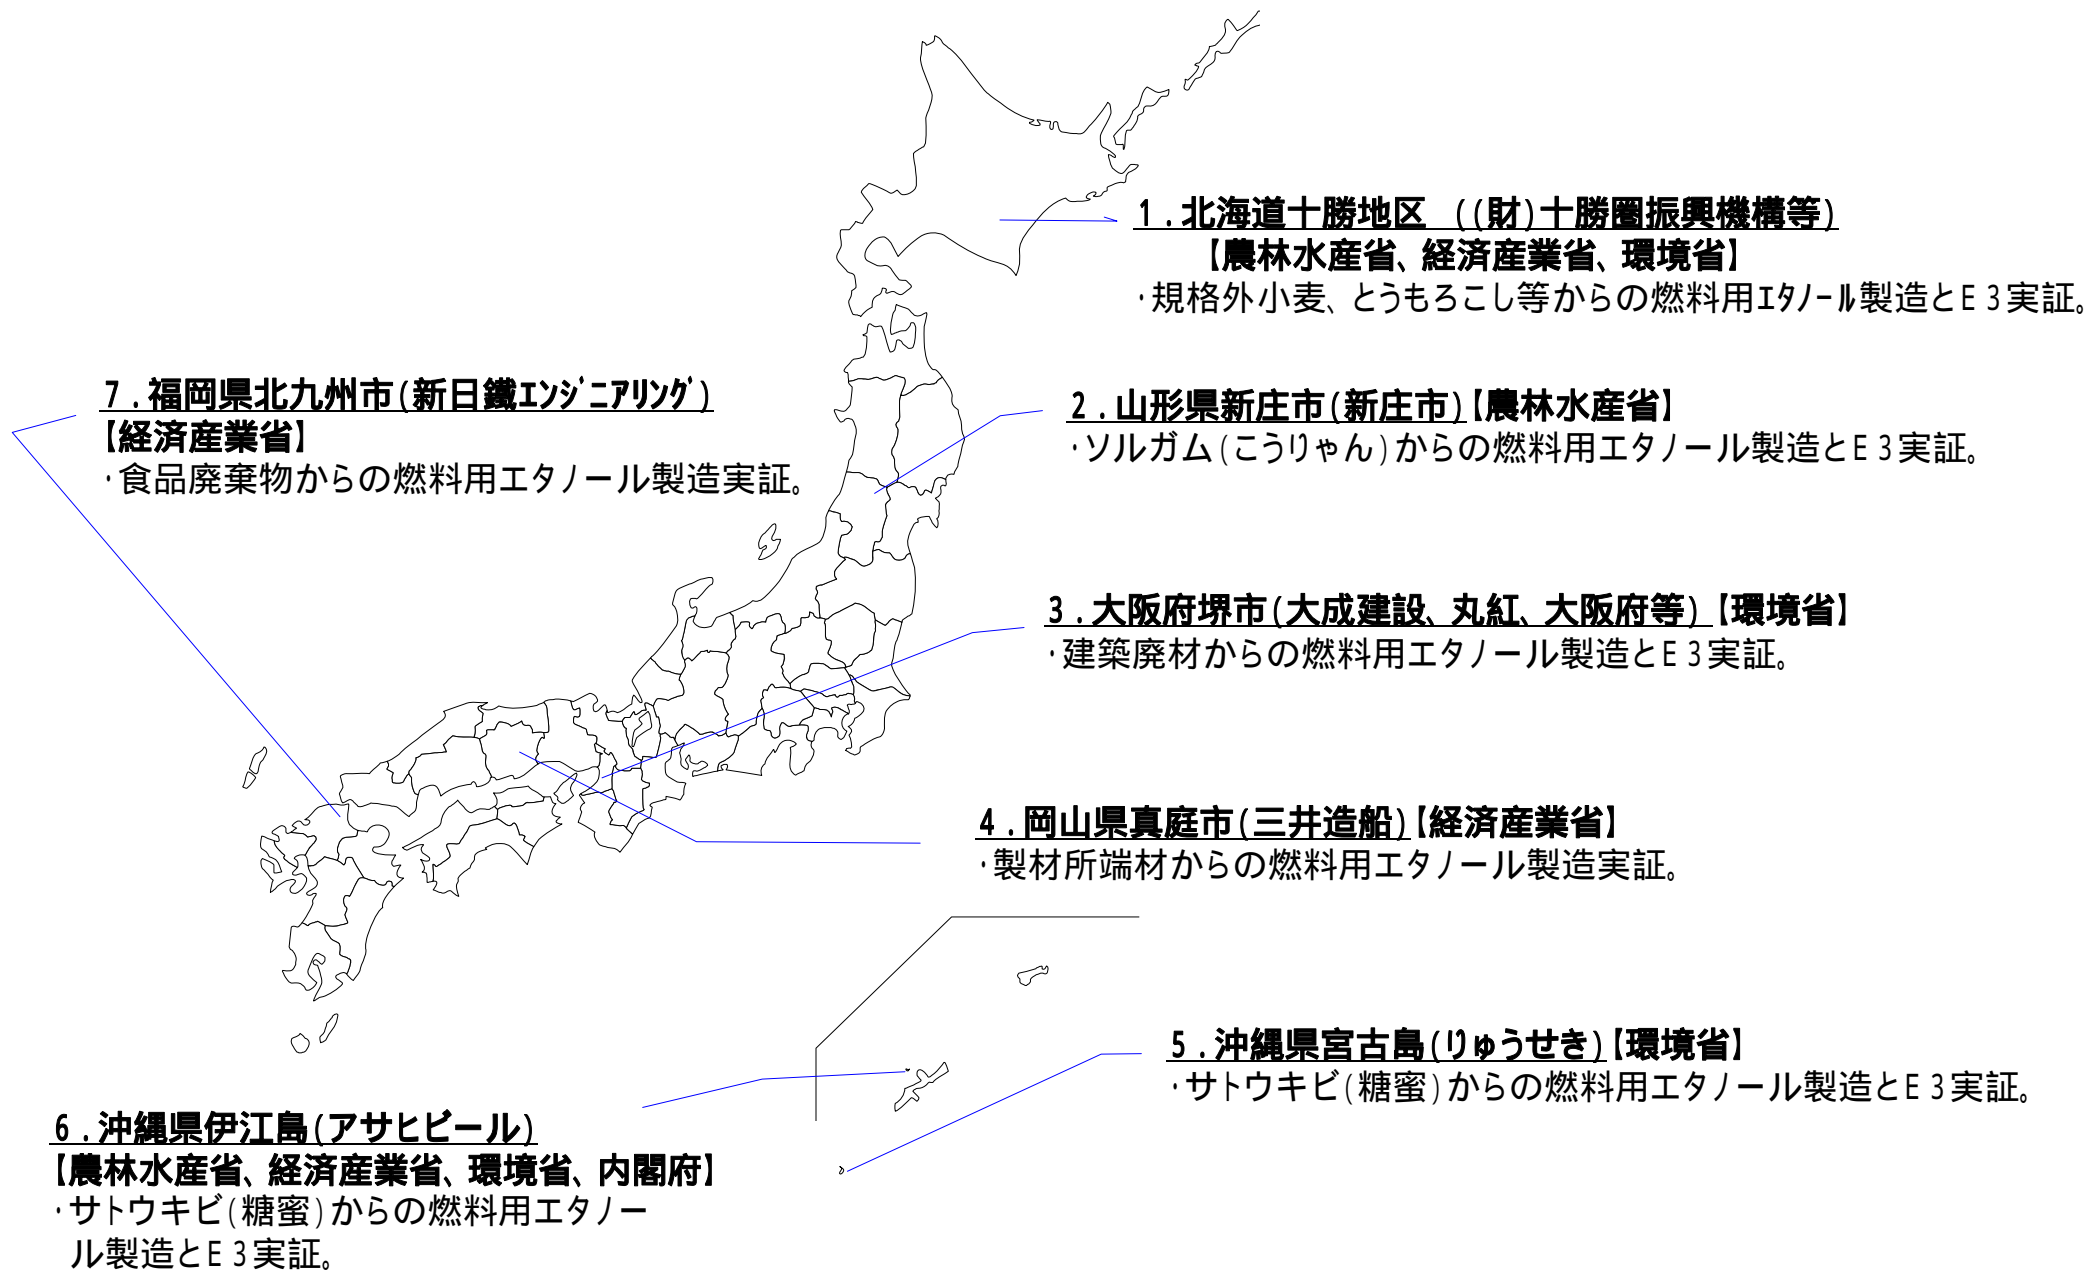 1．北海道十勝地区 ((財)十勝圏振興機構等)
【農林水産省、経済産業省、環境省】
・規格外小麦、とうもろこし等からの燃料用ｴﾀﾉｰﾙ製造とE3実証。
7．福岡県北九州市(新日鐵ｴﾝｼﾞﾆｱﾘﾝｸﾞ)
【経済産業省】
・食品廃棄物からの燃料用エタノール製造実証。
2．山形県新庄市(新庄市)【農林水産省】
・ソルガム(こうりゃん)からの燃料用エタノール製造とE3実証。
3．大阪府堺市(大成建設、丸紅、大阪府等)【環境省】
・建築廃材からの燃料用エタノール製造とE3実証。
4．岡山県真庭市(三井造船)【経済産業省】
・製材所端材からの燃料用エタノール製造実証。
5．沖縄県宮古島(りゅうせき)【環境省】
・サトウキビ(糖蜜)からの燃料用エタノール製造とE3実証。
6．沖縄県伊江島(アサヒビール)
【農林水産省、経済産業省、環境省、内閣府】
・サトウキビ(糖蜜)からの燃料用エタノー
ル製造とE3実証。